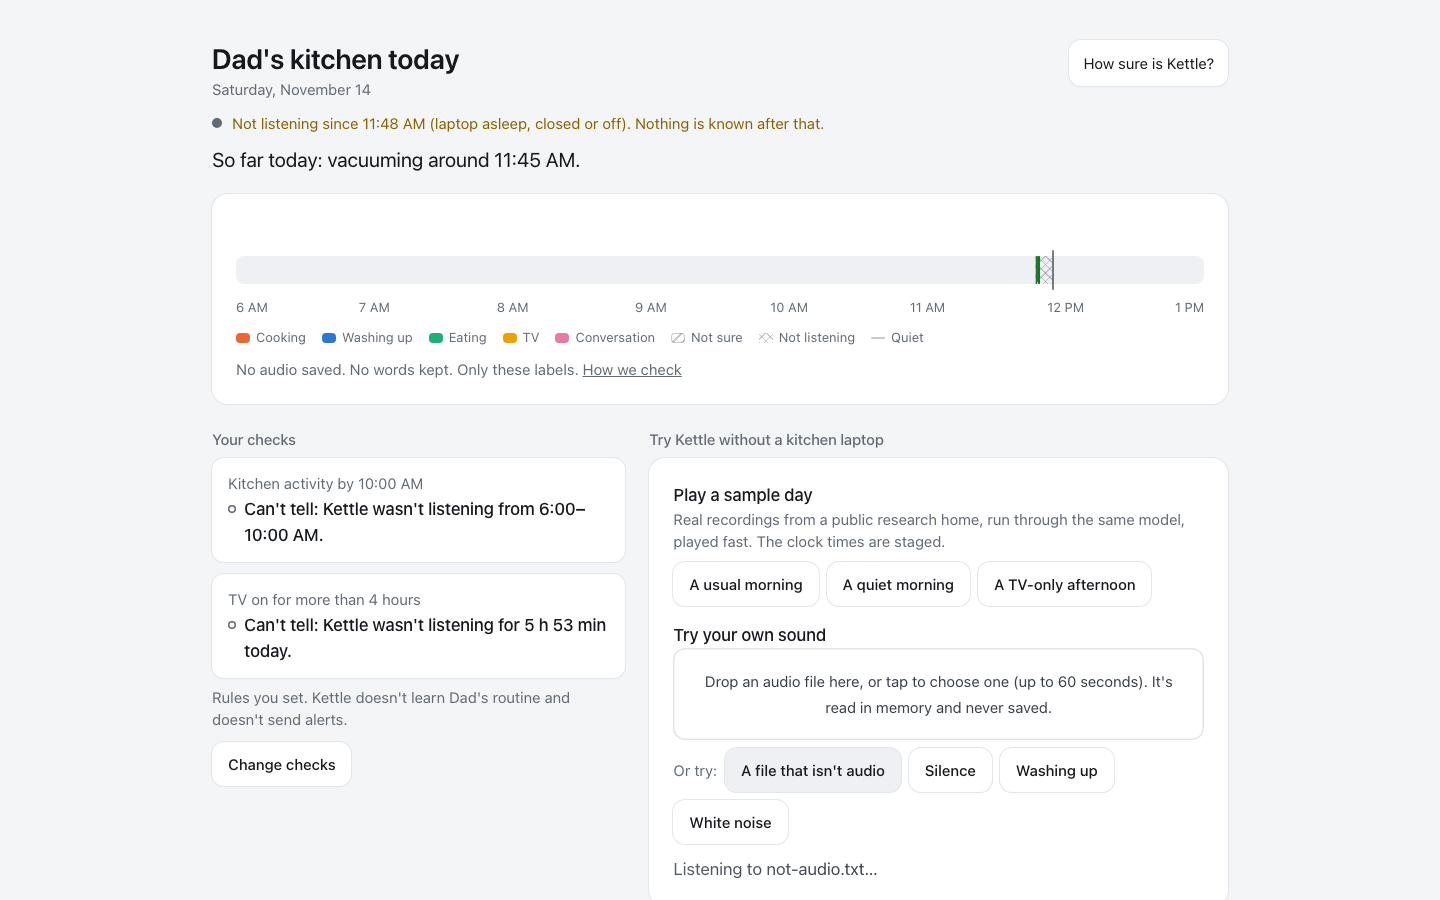 Dad's kitchen today
How sure is Kettle?
Saturday, November 14
Not listening since 11:48 AM (laptop asleep, closed or off). Nothing is known after that.
So far today: vacuuming around 11:45 AM.
6 AM 7 AM 8 AM 9 AM 10 AM 11 AM 12 PM 1 PM
Cooking Washing up Eating TV Conversation Not sure Not listening Quiet
No audio saved. No words kept. Only these labels. How we check
Your checks
Kitchen activity by 10:00 AM
Can't tell: Kettle wasn't listening from 6:00–
10:00 AM.
TV on for more than 4 hours
Can't tell: Kettle wasn't listening for 5 h 53 min
today.
Rules you set. Kettle doesn't learn Dad's routine and
doesn't send alerts.
Change checks
Try Kettle without a kitchen laptop
Play a sample day
Real recordings from a public research home, run through the same model,
played fast. The clock times are staged.
A usual morning A quiet morning A TV-only afternoon
Try your own sound
Drop an audio file here, or tap to choose one (up to 60 seconds). It's
read in memory and never saved.
Or try: A file that isn't audio Silence Washing up
White noise
Listening to not-audio.txt...